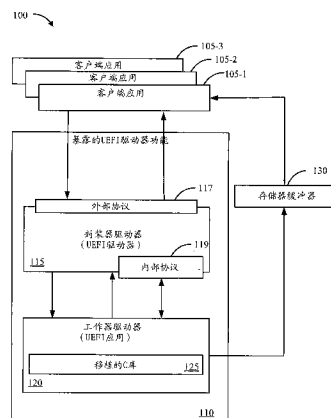 100
105-3
105-2
105-1
客户端应用
客户端应用
客户端应用
暴露的UEFI驱动器功能
117
外部协议
130
存储器缓冲器
封装器驱动器
(UEFI驱动器)
119
115
内部协议
工作器驱动器
(UEFI应用)
移植的C库
125
120
110